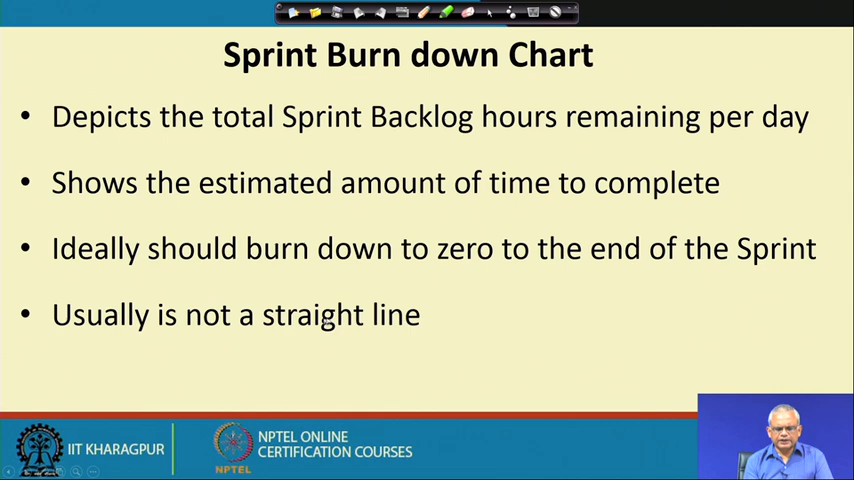 Sprint Burn down Chart
• Depicts the total Sprint Backlog hours remaining per day
• Shows the estimated amount of time to complete
• Ideally should burn down to zero to the end of the Sprint
• Usually is not a straight line
IIT KHARAGPUR
NPTEL
NPTEL ONLINE
CERTIFICATION COURSES